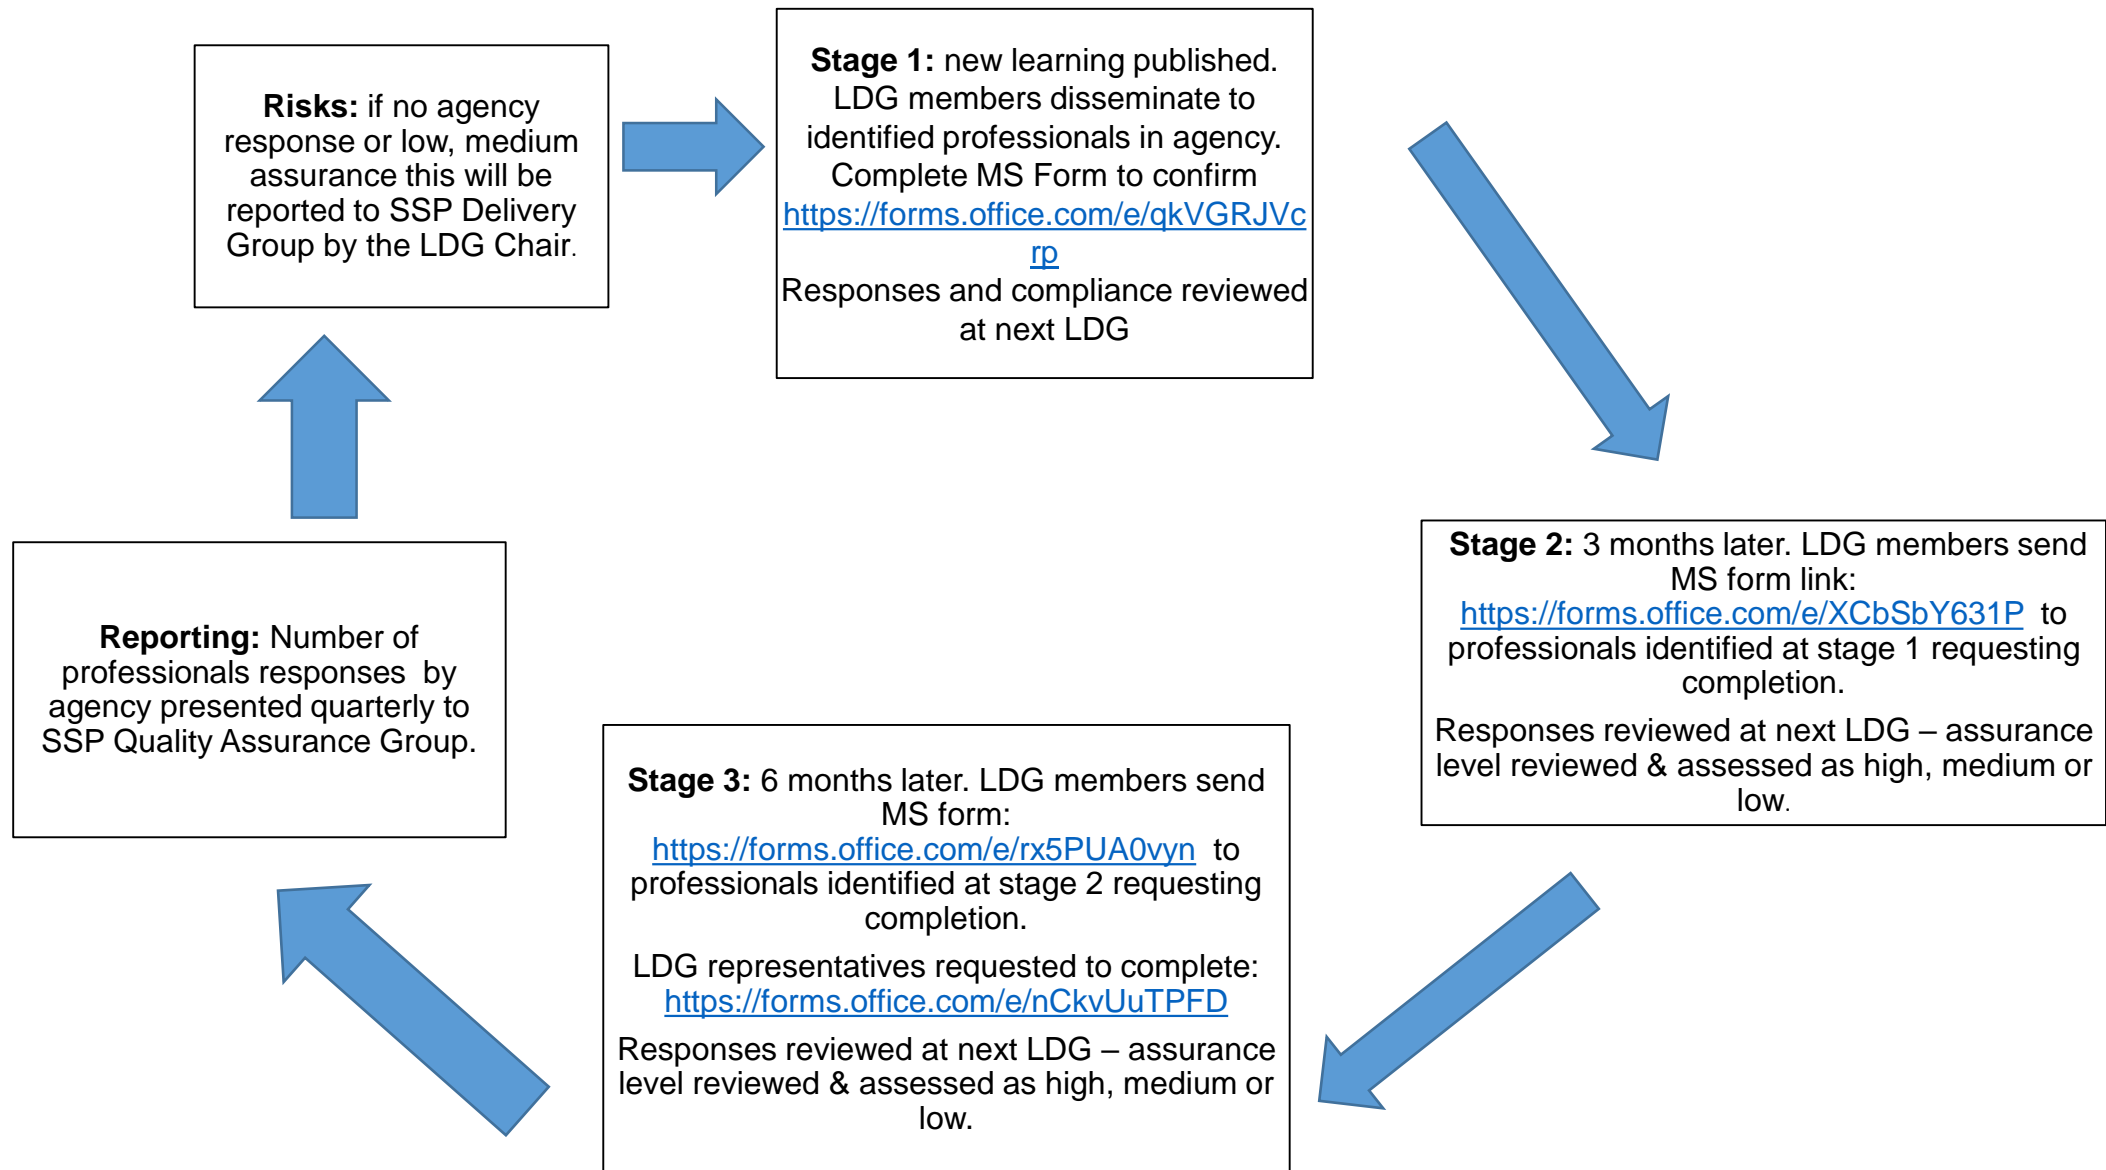 Stage 1: new learning published.
LDG members disseminate to
identified professionals in agency.
Complete MS Form to confirm
https://forms.office.com/e/qkVGRJVc
rp
Responses and compliance reviewed
at next LDG
Stage 2: 3 months later. LDG members send
MS form link:
https://forms.office.com/e/XCbSbY631P to
professionals identified at stage 1 requesting
completion.
Responses reviewed at next LDG – assurance
level reviewed & assessed as high, medium or
low.
Stage 3: 6 months later. LDG members send
MS form:
https://forms.office.com/e/rx5PUA0vyn to
professionals identified at stage 2 requesting
completion.
LDG representatives requested to complete:
https://forms.office.com/e/nCkvUuTPFD
Responses reviewed at next LDG – assurance
level reviewed & assessed as high, medium or
low.
Reporting: Number of
professionals responses by
agency presented quarterly to
SSP Quality Assurance Group.
Risks: if no agency
response or low, medium
assurance this will be
reported to SSP Delivery
Group by the LDG Chair.